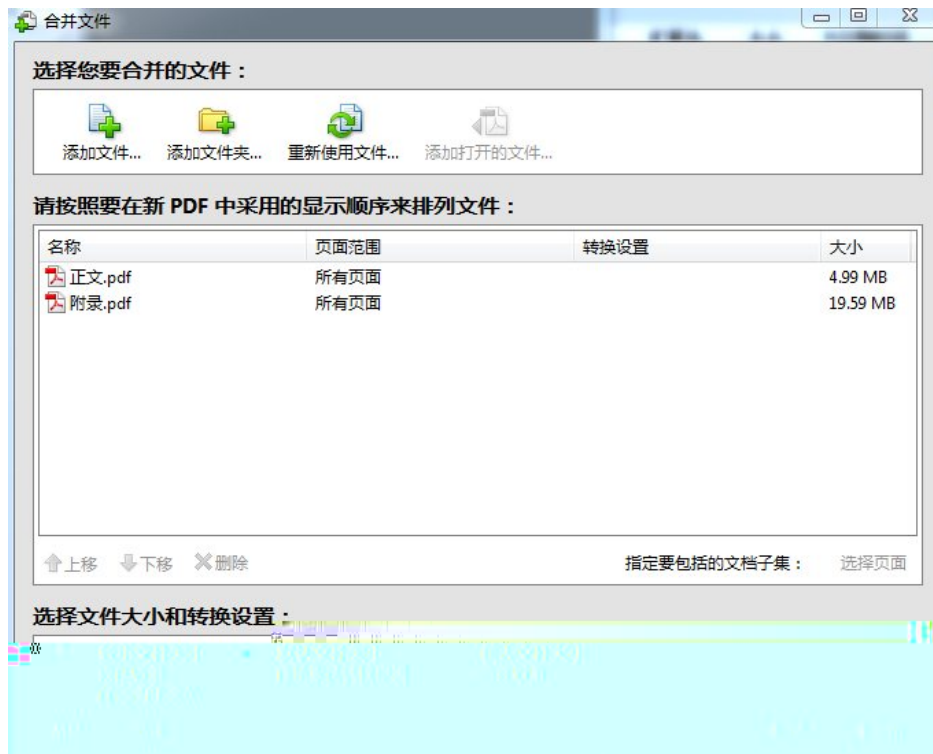 合并文件
选择您要合并的文件：
添加文件... 添加文件夹... 重新使用文件... 添加打开的文件...
请按照要在新 PDF 中采用的显示顺序来排列文件：
名称 页面范围 转换设置 大小
正文.pdf 所有页面 4.99 MB
附录.pdf 所有页面 19.59 MB
上移 下移 删除 指定要包括的文档子集： 选择页面
选择文件大小和转换设置：